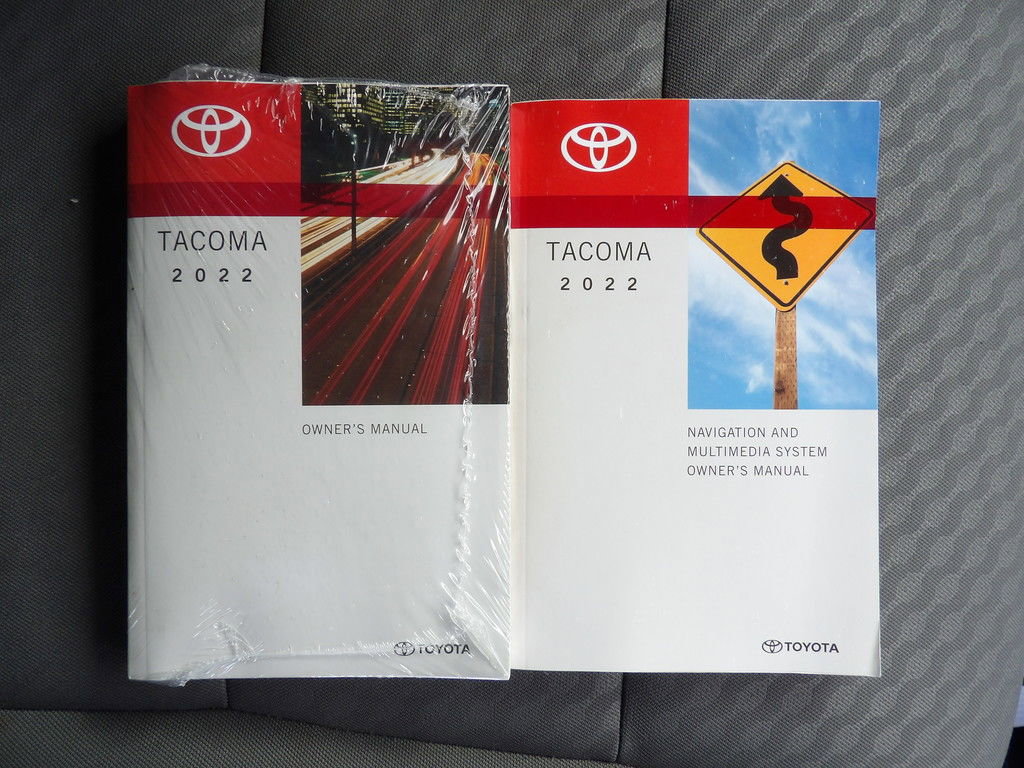 TACOMA
2022
OWNER'S MANUAL
TOYOTA
TACOMA
2022
NAVIGATION AND
MULTIMEDIA SYSTEM
OWNER'S MANUAL
TOYOTA